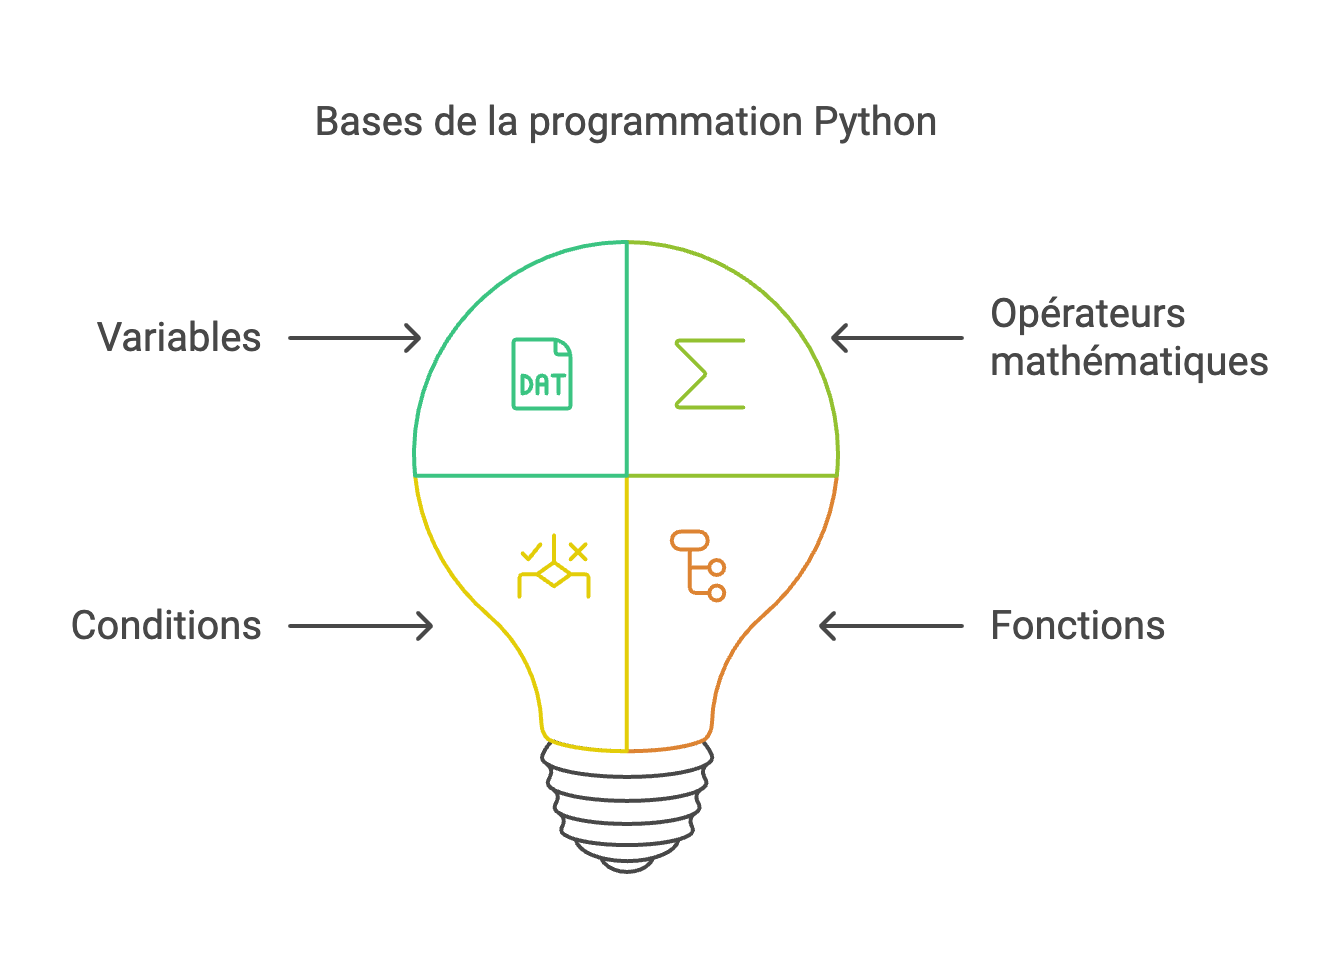 Bases de la programmation Python
Variables
Opérateurs
mathématiques
DAT
Conditions
Fonctions